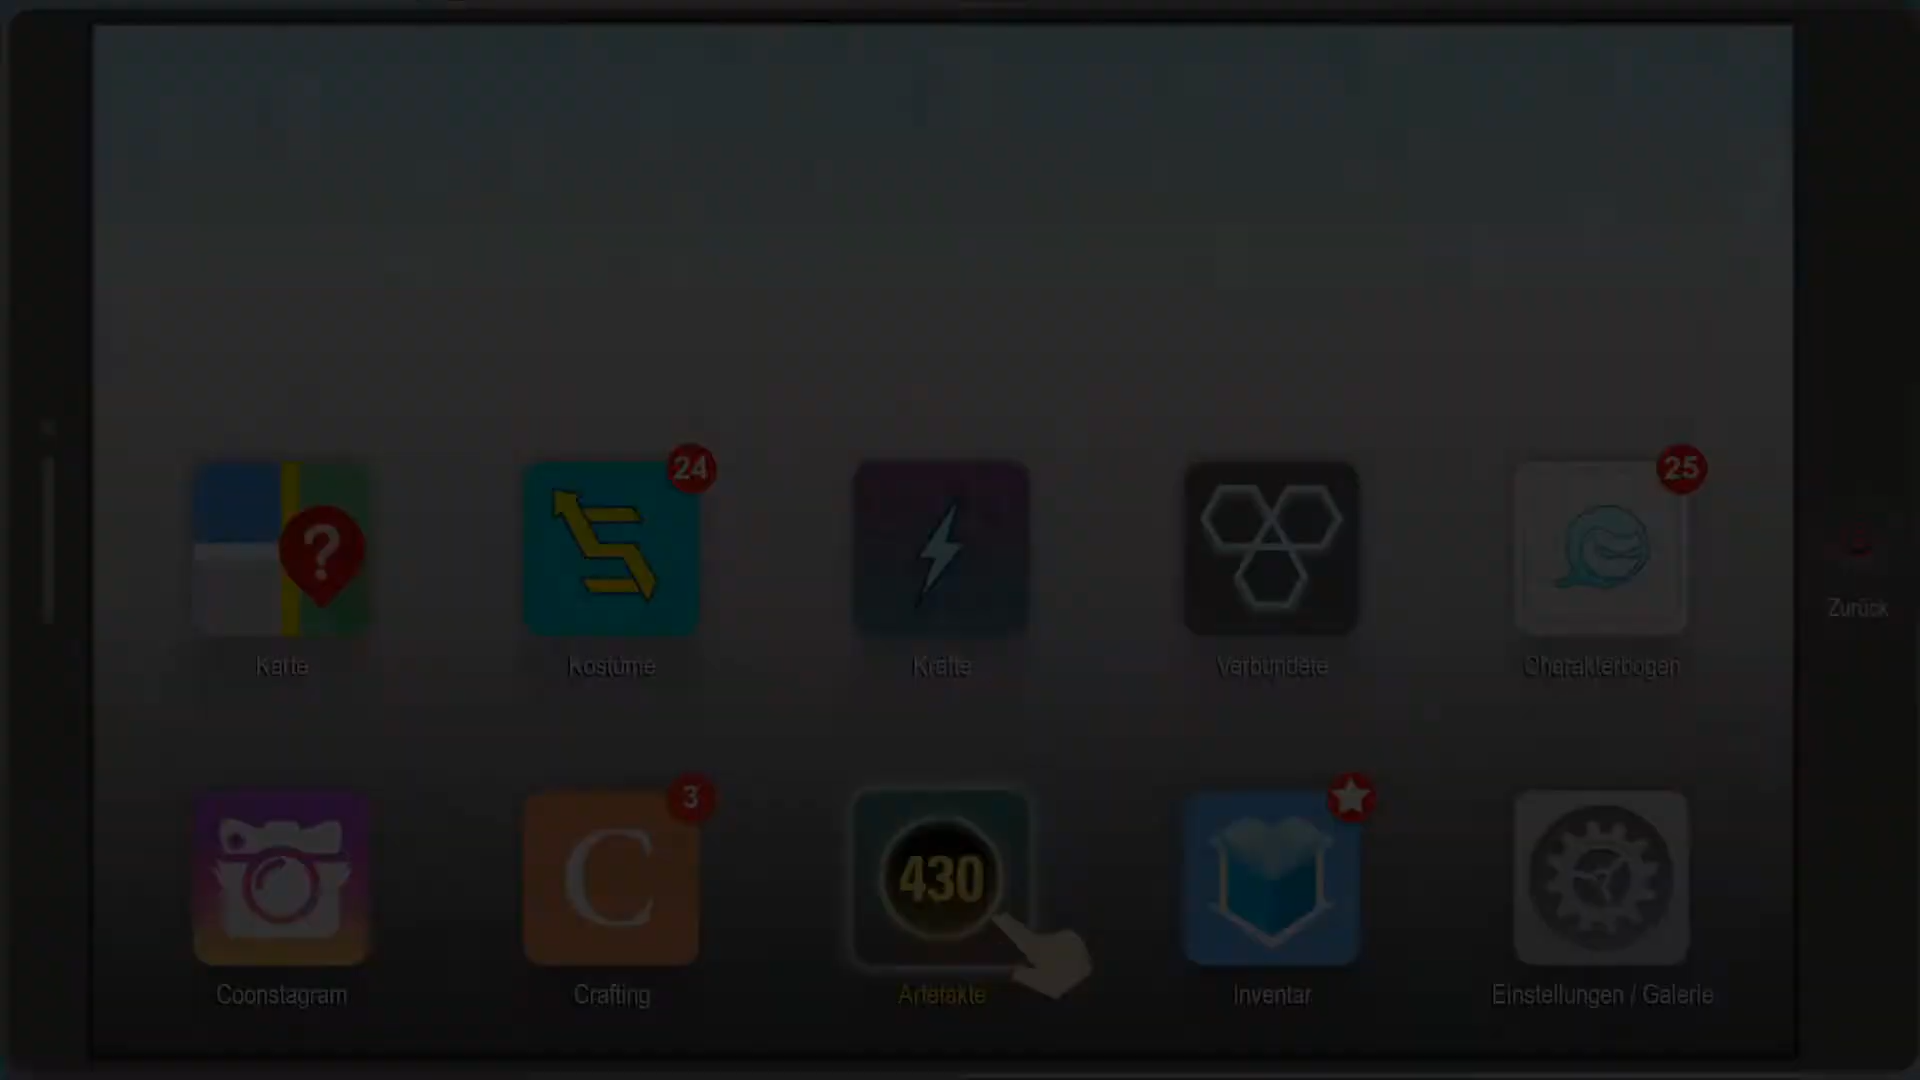 24
25
?
Karte
Kostüme
Kräfte
Verbündete
Charakterbogen
Zurück
3
C
430
Coonstagram
Crafting
Artefakte
Inventar
Einstellungen / Galerie